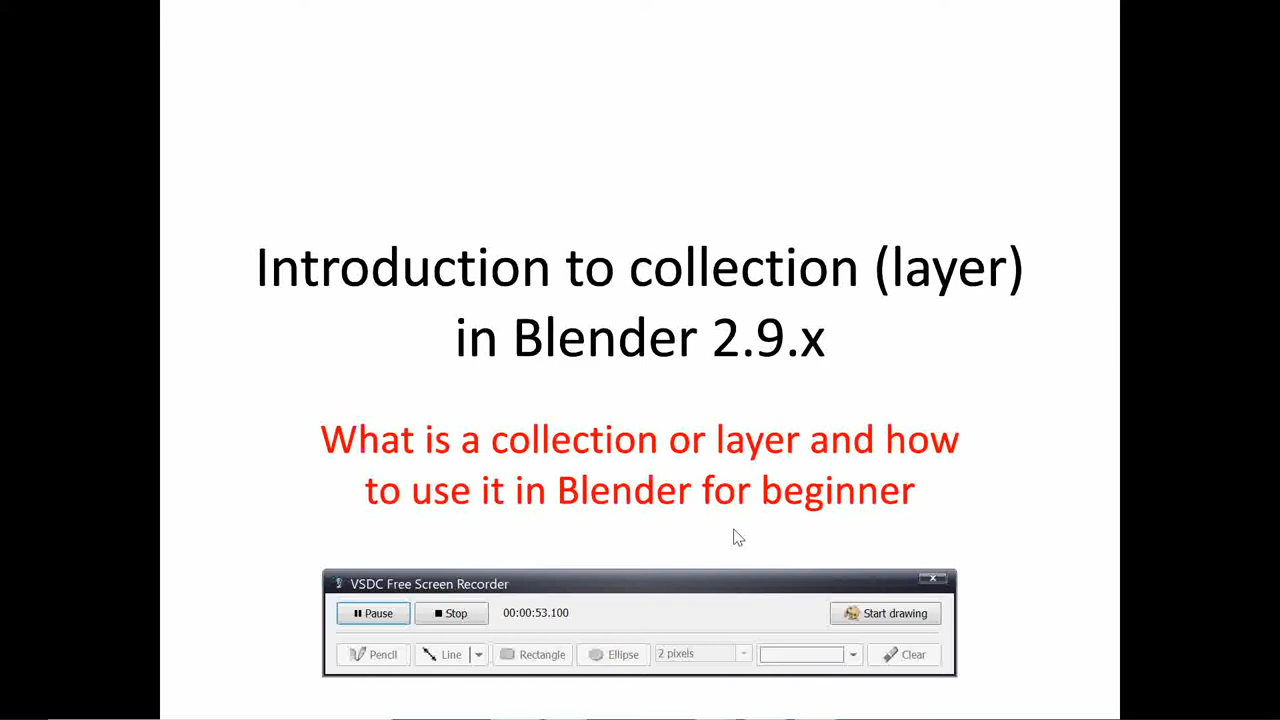 Introduction to collection (layer)
in Blender 2.9.x
What is a collection or layer and how
to use it in Blender for beginner
VSDC Free Screen Recorder
Pause Stop 00:00:53.100 Start drawing
Pencil Line Rectangle Ellipse 2 pixels Clear